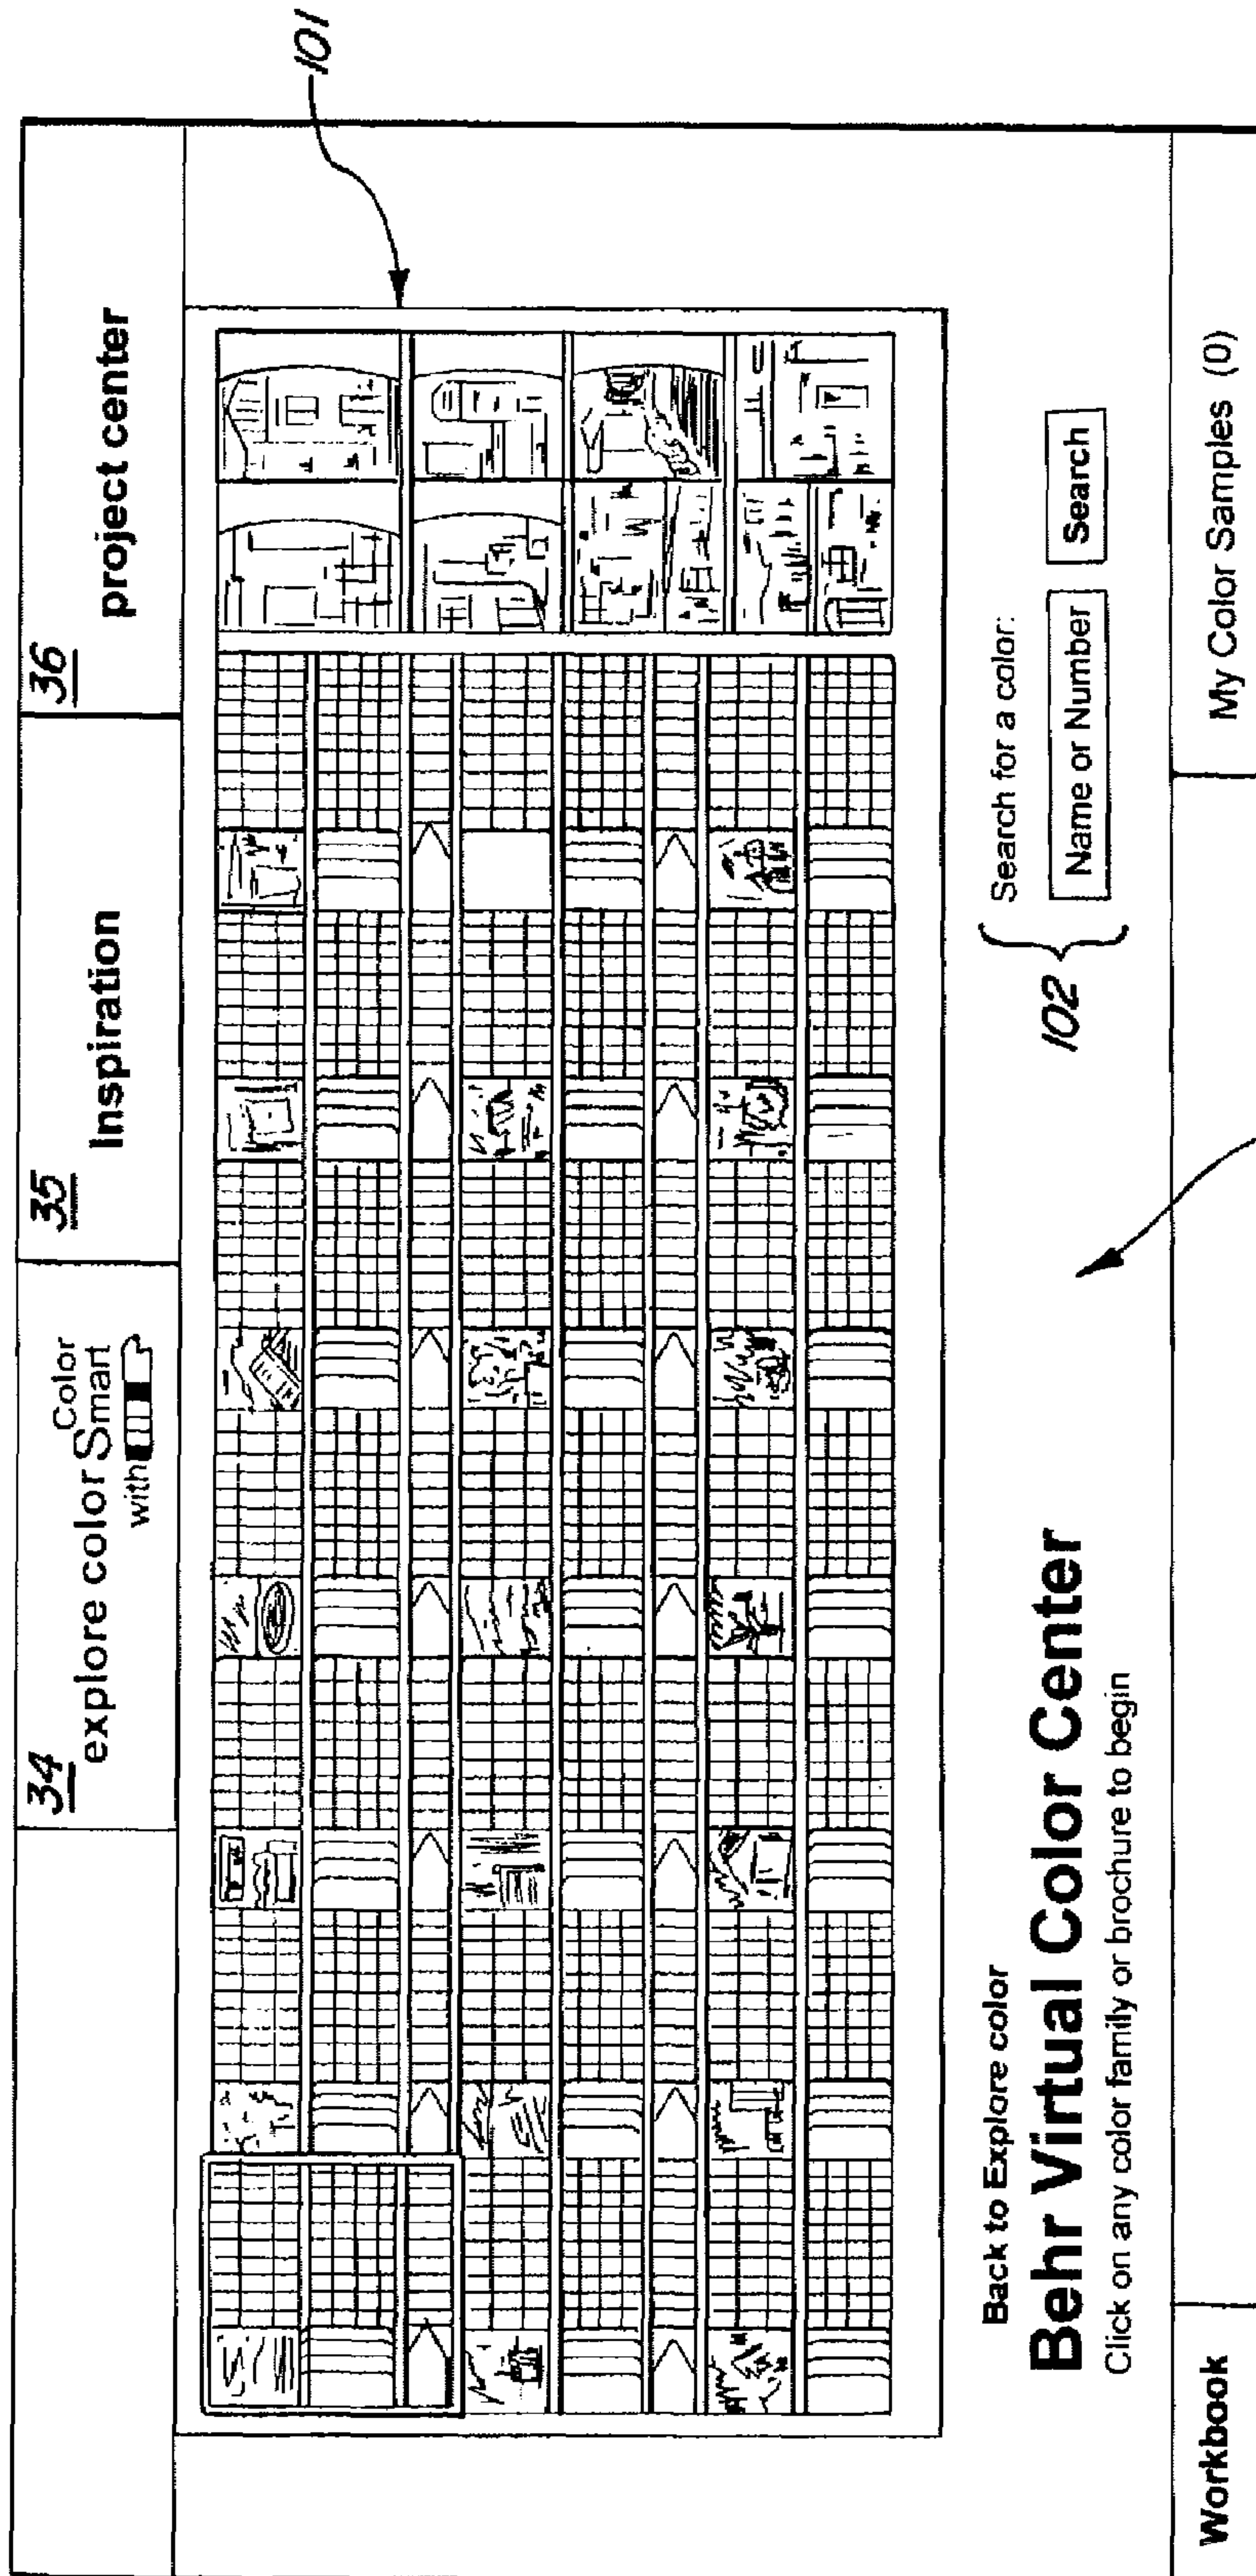 34
explore color Color Smart
with
35
Inspiration
36
project center
101
Back to Explore color
Behr Virtual Color Center
Click on any color family or brochure to begin
102
Search for a color:
Name or Number
Search
Workbook
My Color Samples (0)